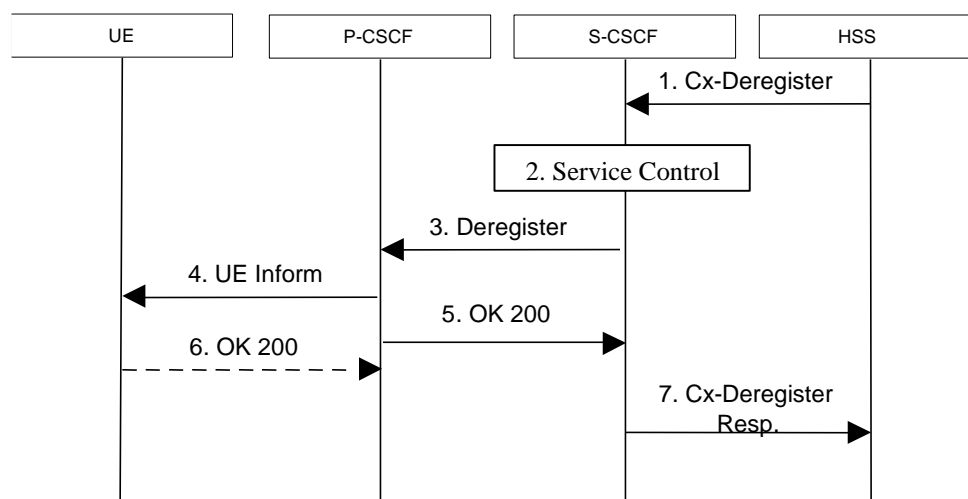 UE
P-CSCF
S-CSCF
HSS
1. Cx-Deregister
2. Service Control
3. Deregister
4. UE Inform
5. OK 200
6. OK 200
7. Cx-Deregister
Resp.